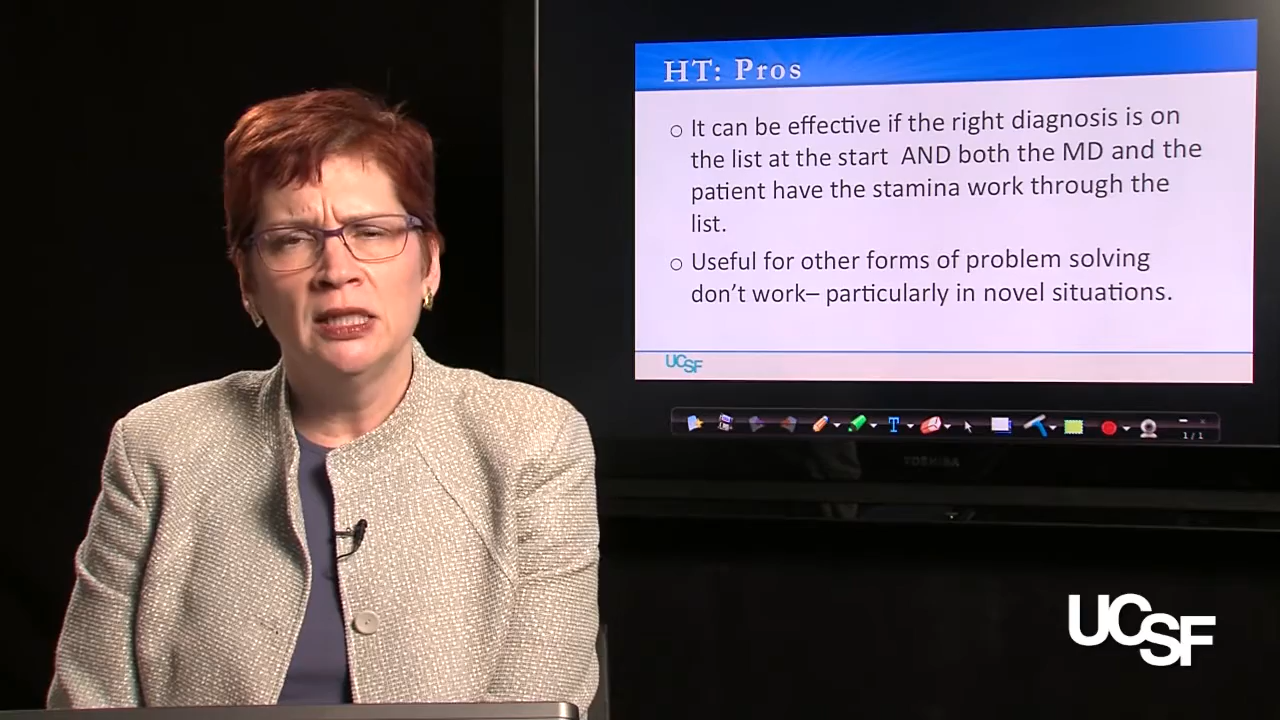 HT: Pros
○ It can be effective if the right diagnosis is on
the list at the start AND both the MD and the
patient have the stamina work through the
list.
○ Useful for other forms of problem solving
don't work– particularly in novel situations.
UCSF
T
1/1
TOSHIBA
UCSF